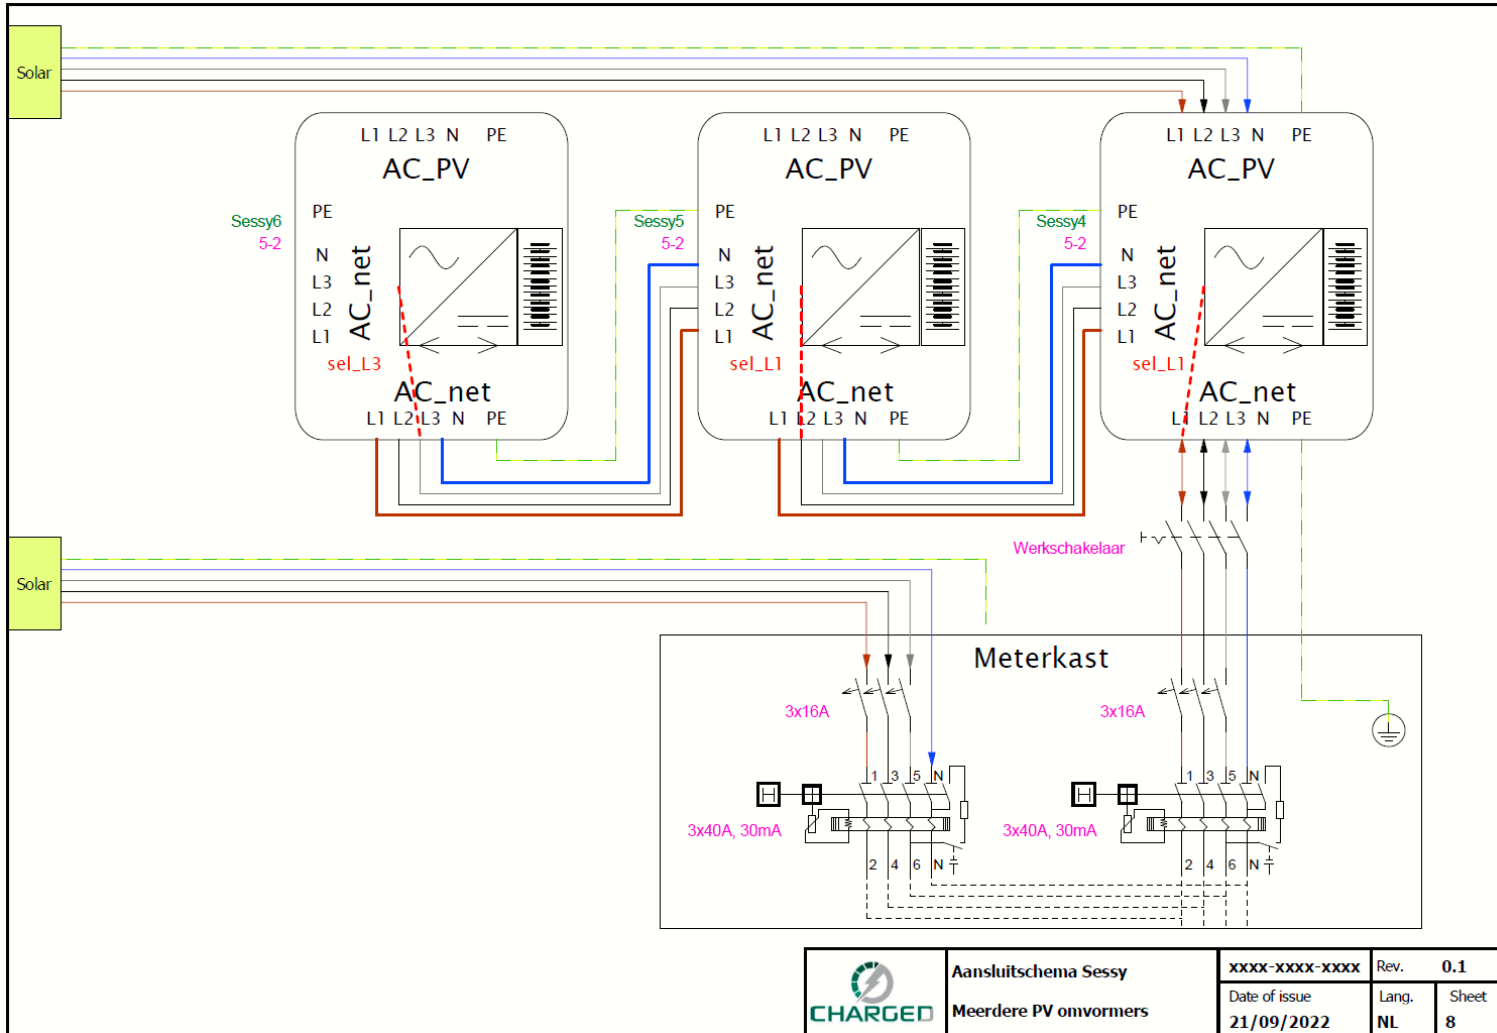 Solar
L1 L2 L3 N PE
AC_PV
PE
Sessy6
5-2
N
L3
L2
L1
AC_net
sel_L3
AC_net
L1 L2 L3 N PE
L1 L2 L3 N PE
AC_PV
PE
Sessy5
5-2
N
L3
L2
L1
AC_net
sel_L1
AC_net
L1 L2 L3 N PE
L1 L2 L3 N PE
AC_PV
PE
Sessy4
5-2
N
L3
L2
L1
AC_net
sel_L1
AC_net
L1 L2 L3 N PE
Werkschakelaar
Solar
Meterkast
3x16A
3x16A
1 3 5 N
1 3 5 N
H
H
3x40A, 30mA
3x40A, 30mA
2 4 6 N
2 4 6 N
CHARGED
Aansluitschema Sessy
Meerdere PV omvormers
xxxx-xxxx-xxxx
Rev. 0.1
Date of issue
21/09/2022
Lang.
NL
Sheet
8